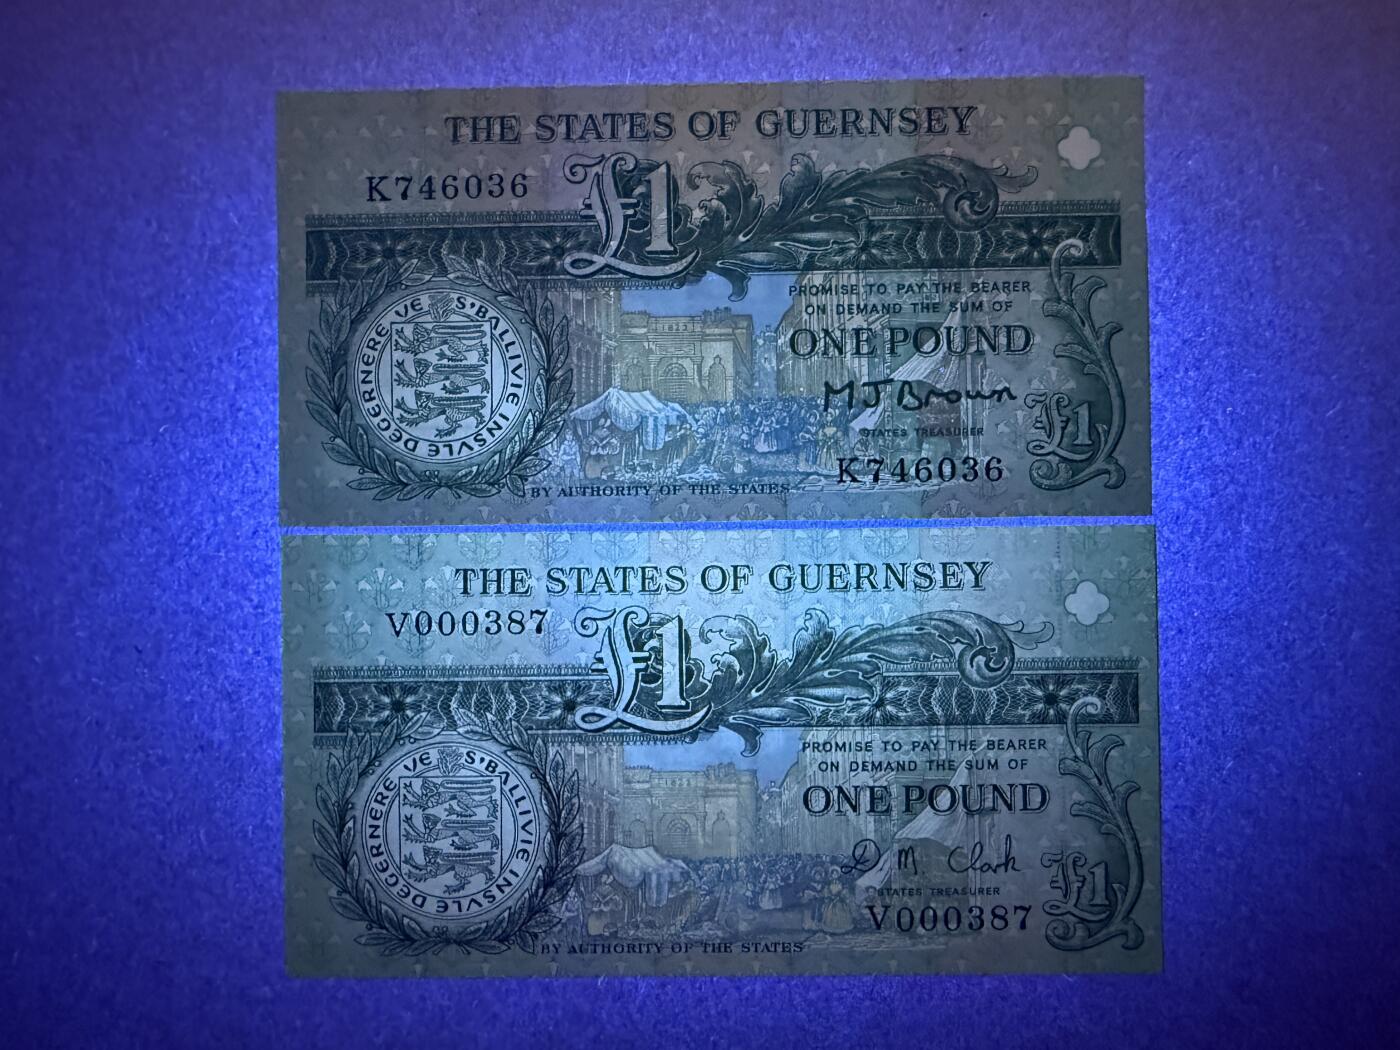 THE STATES OF GUERNSEY
K746036
£1
PROMISE TO PAY THE BEARER
ON DEMAND THE SUM OF
ONE POUND
1822
S'BALLIVIE INSVLE DEGERNERE VE
M J Brown
STATES TREASURER
£1
K746036
BY AUTHORITY OF THE STATES
THE STATES OF GUERNSEY
V000387
£1
PROMISE TO PAY THE BEARER
ON DEMAND THE SUM OF
ONE POUND
1822
S'BALLIVIE INSVLE DEGERNERE VE
D M Clark
STATES TREASURER
£1
V000387
BY AUTHORITY OF THE STATES